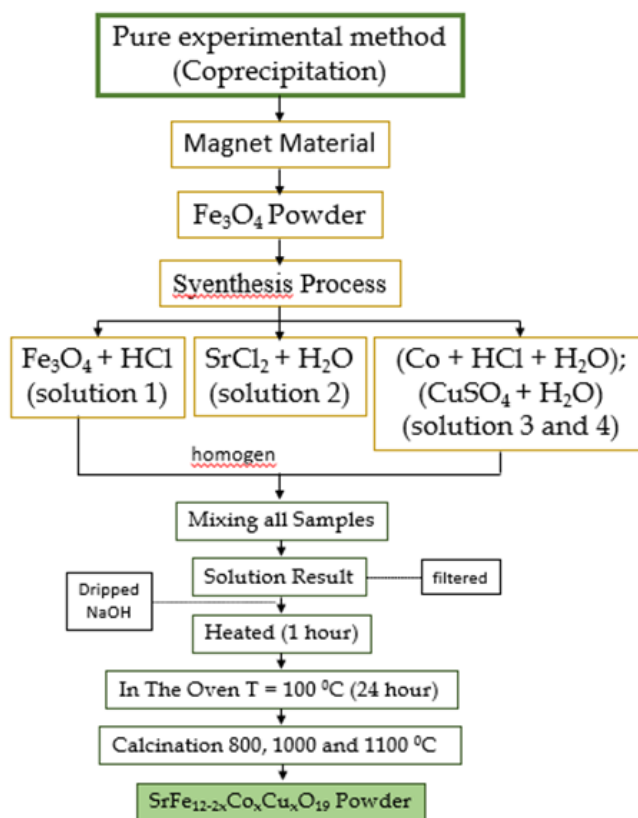 Pure experimental method
(Coprecipitation)
Magnet Material
Fe₃O₄ Powder
Syenthesis Process
Fe₃O₄ + HCl
(solution 1)
SrCl₂ + H₂O
(solution 2)
(Co + HCl + H₂O);
(CuSO₄ + H₂O)
(solution 3 and 4)
homogen
Mixing all Samples
Solution Result
filtered
Dripped
NaOH
Heated (1 hour)
In The Oven T = 100 ⁰C (24 hour)
Calcination 800, 1000 and 1100 ⁰C
SrFe₁₂₋₂ₓCoₓCuₓO₁₉ Powder